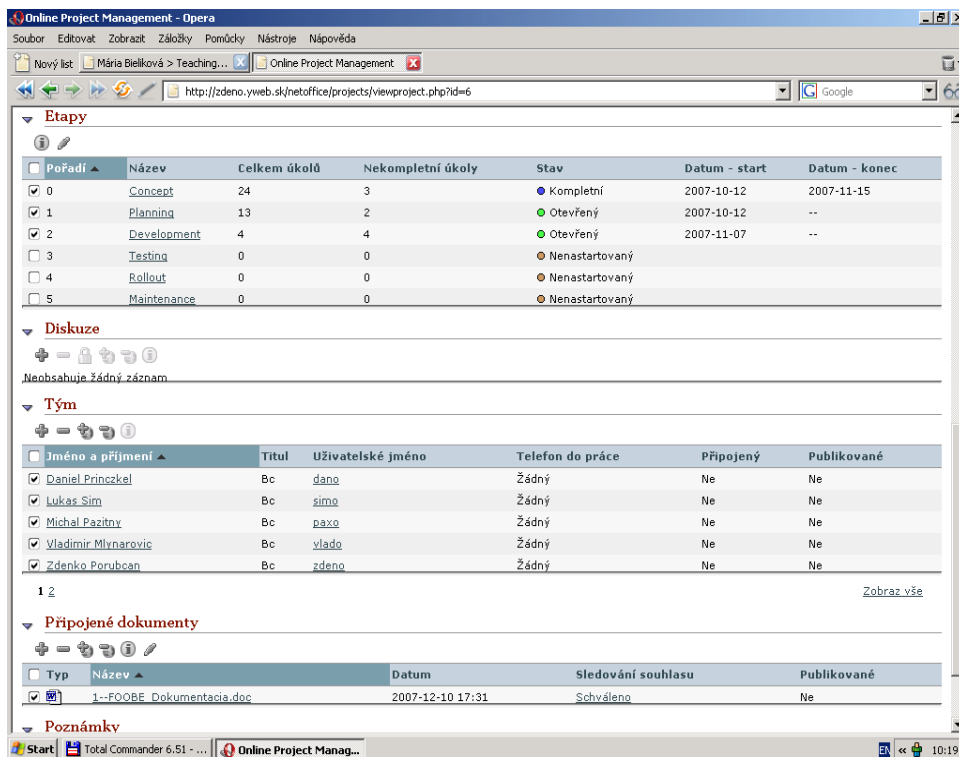 Online Project Management - Opera
Soubor Editovat Zobrazit Záložky Pomůcky Nástroje Nápověda
Nový list Mária Bieliková > Teaching... Online Project Management
http://zdeno.yweb.sk/netoffice/projects/viewproject.php?id=6 Google
Etapy
Pořadí Název Celkem úkolů Nekompletní úkoly Stav Datum - start Datum - konec
0 Concept 24 3 Kompletní 2007-10-12 2007-11-15
1 Planning 13 2 Otevřený 2007-10-12 --
2 Development 4 4 Otevřený 2007-11-07 --
3 Testing 0 0 Nenastartovaný
4 Rollout 0 0 Nenastartovaný
5 Maintenance 0 0 Nenastartovaný
Diskuze
Neobsahuje žádný záznam
Tým
Jméno a příjmení Titul Uživatelské jméno Telefon do práce Připojený Publikované
Daniel Princzkel Bc dano Žádný Ne Ne
Lukas Sim Bc simo Žádný Ne Ne
Michal Pazitny Bc paxo Žádný Ne Ne
Vladimir Mlynarovic Bc vlado Žádný Ne Ne
Zdenko Porubcan Bc zdeno Žádný Ne Ne
1 2 Zobraz vše
Připojené dokumenty
Typ Název Datum Sledování souhlasu Publikované
1--FOOBE_Dokumentacia.doc 2007-12-10 17:31 Schváleno Ne
Poznámky
Start Total Commander 6.51 - ... Online Project Manag... EN « 10:19